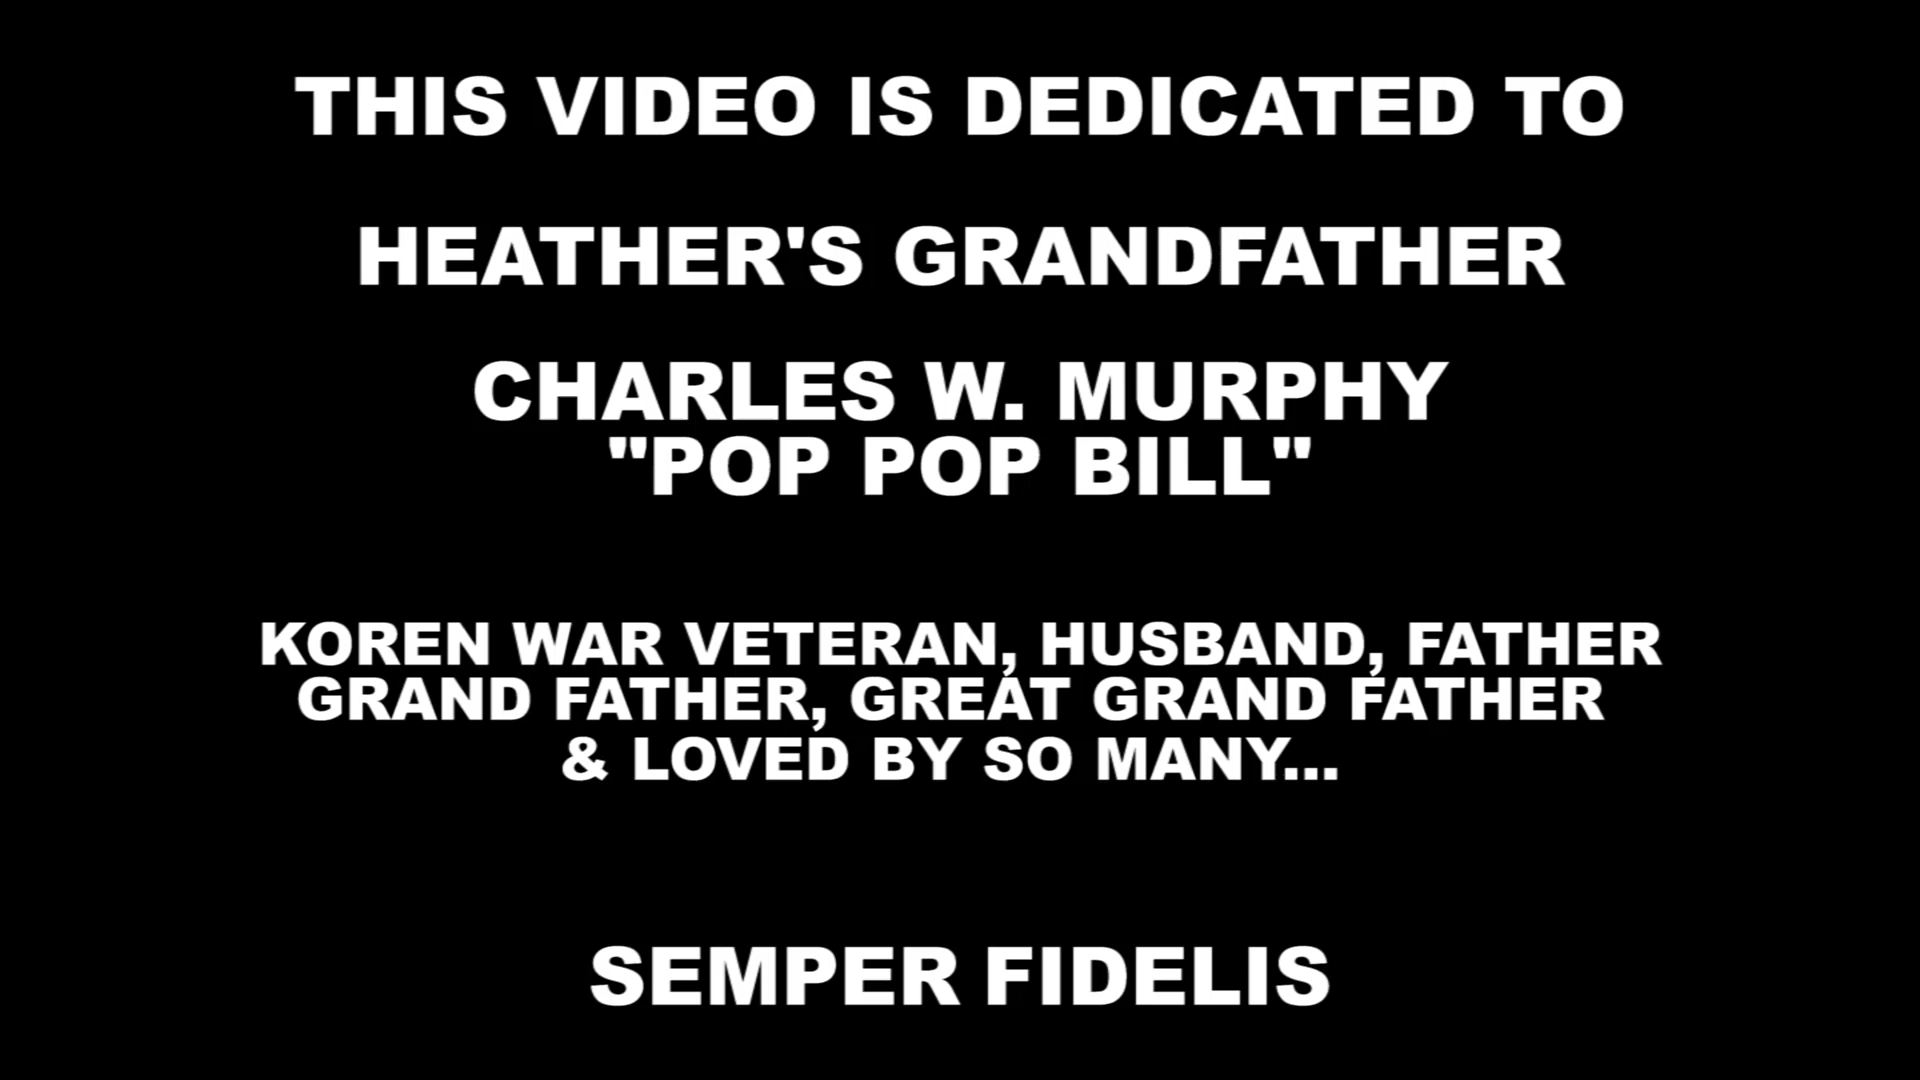 THIS VIDEO IS DEDICATED TO
HEATHER'S GRANDFATHER
CHARLES W. MURPHY
"POP POP BILL"
KOREN WAR VETERAN, HUSBAND, FATHER
GRAND FATHER, GREAT GRAND FATHER
& LOVED BY SO MANY...
SEMPER FIDELIS